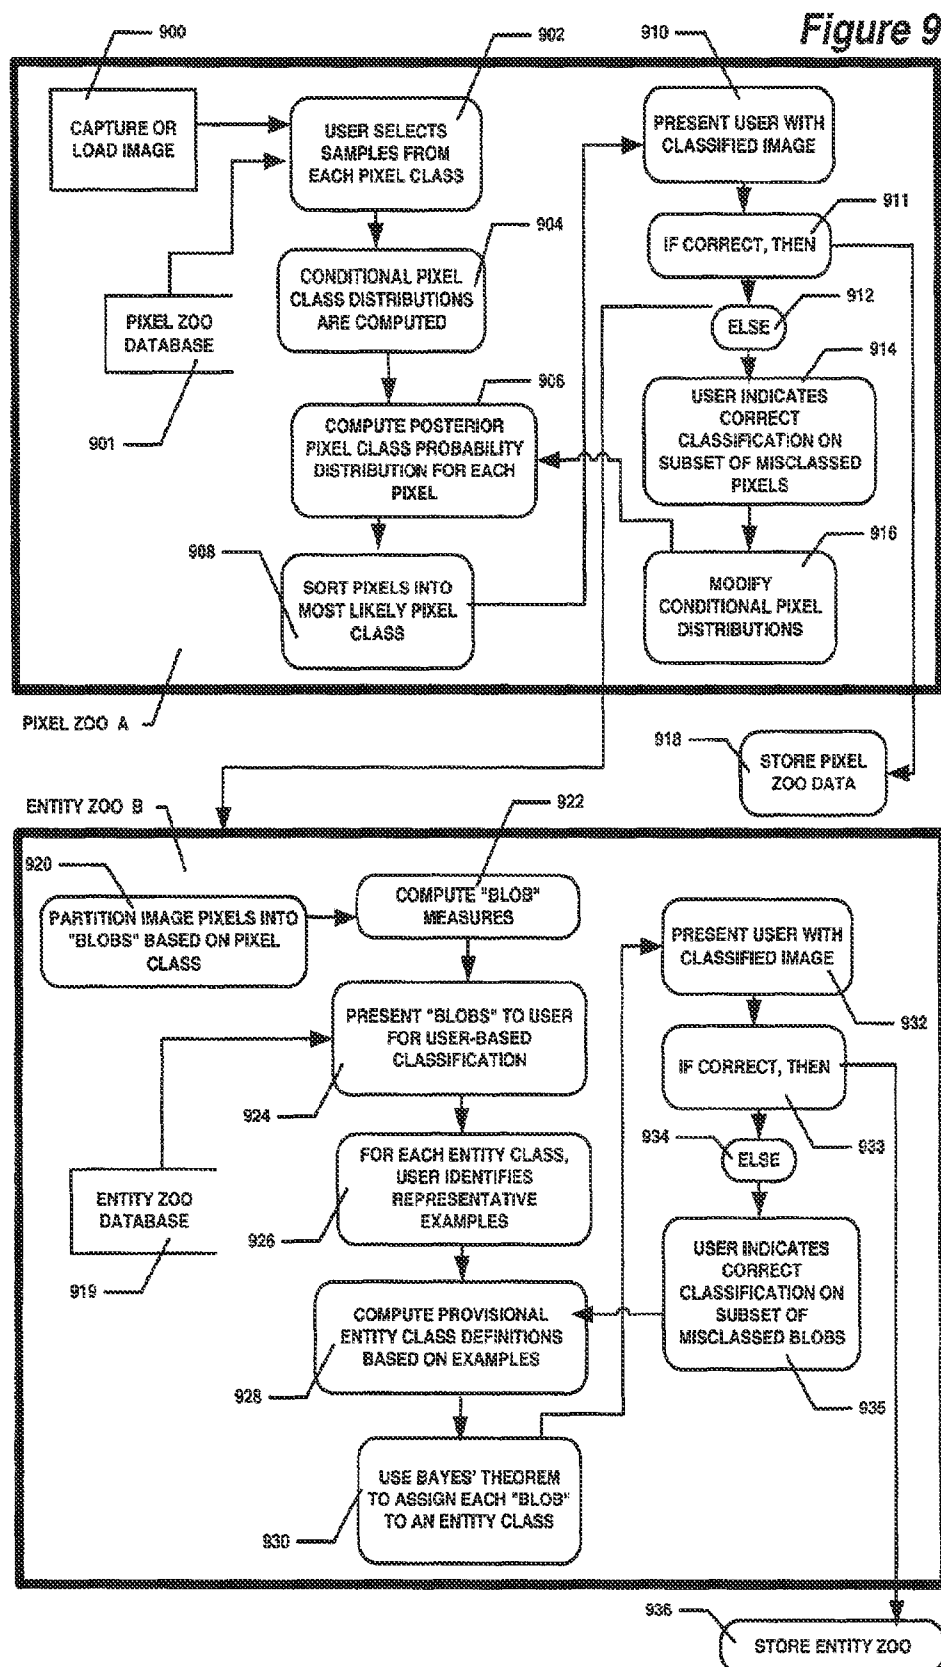 Figure 9
900
CAPTURE OR
LOAD IMAGE
902
USER SELECTS
SAMPLES FROM
EACH PIXEL CLASS
904
CONDITIONAL PIXEL
CLASS DISTRIBUTIONS
ARE COMPUTED
PIXEL ZOO
DATABASE
901
906
COMPUTE POSTERIOR
PIXEL CLASS PROBABILITY
DISTRIBUTION FOR EACH
PIXEL
908
SORT PIXELS INTO
MOST LIKELY PIXEL
CLASS
910
PRESENT USER WITH
CLASSIFIED IMAGE
911
IF CORRECT, THEN
912
ELSE
914
USER INDICATES
CORRECT
CLASSIFICATION ON
SUBSET OF MISCLASSED
PIXELS
916
MODIFY
CONDITIONAL PIXEL
DISTRIBUTIONS
PIXEL ZOO A
918
STORE PIXEL
ZOO DATA
ENTITY ZOO B
920
PARTITION IMAGE PIXELS INTO
"BLOBS" BASED ON PIXEL
CLASS
922
COMPUTE "BLOB"
MEASURES
PRESENT "BLOBS" TO USER
FOR USER-BASED
CLASSIFICATION
924
ENTITY ZOO
DATABASE
919
FOR EACH ENTITY CLASS,
USER IDENTIFIES
REPRESENTATIVE
EXAMPLES
926
COMPUTE PROVISIONAL
ENTITY CLASS DEFINITIONS
BASED ON EXAMPLES
928
USE BAYES' THEOREM
TO ASSIGN EACH "BLOB"
TO AN ENTITY CLASS
930
PRESENT USER WITH
CLASSIFIED IMAGE
932
IF CORRECT, THEN
933
934
ELSE
USER INDICATES
CORRECT
CLASSIFICATION ON
SUBSET OF
MISCLASSED BLOBS
935
936
STORE ENTITY ZOO